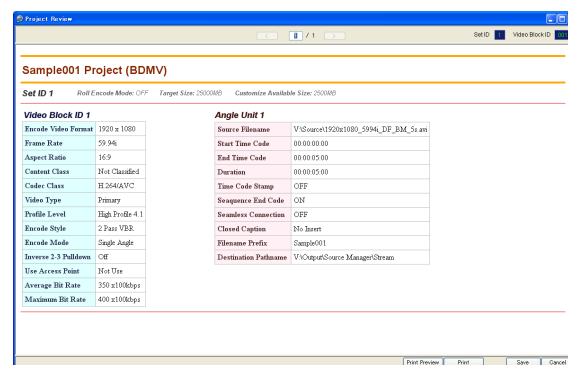 Project Review
/ 1
Set ID 1 Video Block ID 001
Sample001 Project (BDMV)
Set ID 1 Roll Encode Mode: OFF Target Size: 25000MB Customize Available Size: 2500MB
Video Block ID 1
Encode Video Format 1920 x 1080
Frame Rate 59.94i
Aspect Ratio 16:9
Content Class Not Classified
Codec Class H.264/AVC
Video Type Primary
Profile Level High Profile 4.1
Encode Style 2 Pass VBR
Encode Mode Single Angle
Inverse 2-3 Pulldown Off
Use Access Point Not Use
Average Bit Rate 350 x100kbps
Maximum Bit Rate 400 x100kbps
Angle Unit 1
Source Filename V:\Source\1920x1080_5994i_DF_BM_5s.avi
Start Time Code 00:00:00:00
End Time Code 00:00:05:00
Duration 00:00:05:00
Time Code Stamp OFF
Seaquence End Code ON
Seamless Connection OFF
Closed Caption No Insert
Filename Prefix Sample001
Destination Pathname V:\Output\Source Manager\Stream
Print Preview Print Save Cancel